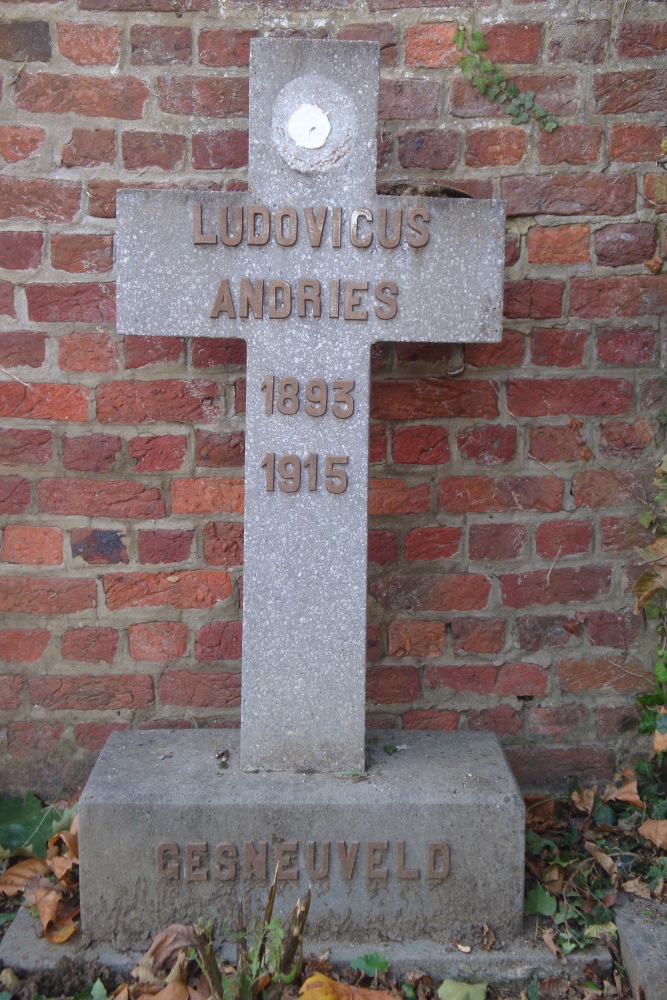 LUDOVICUS
ANDRIES
1893
1915
GESNEUVELD